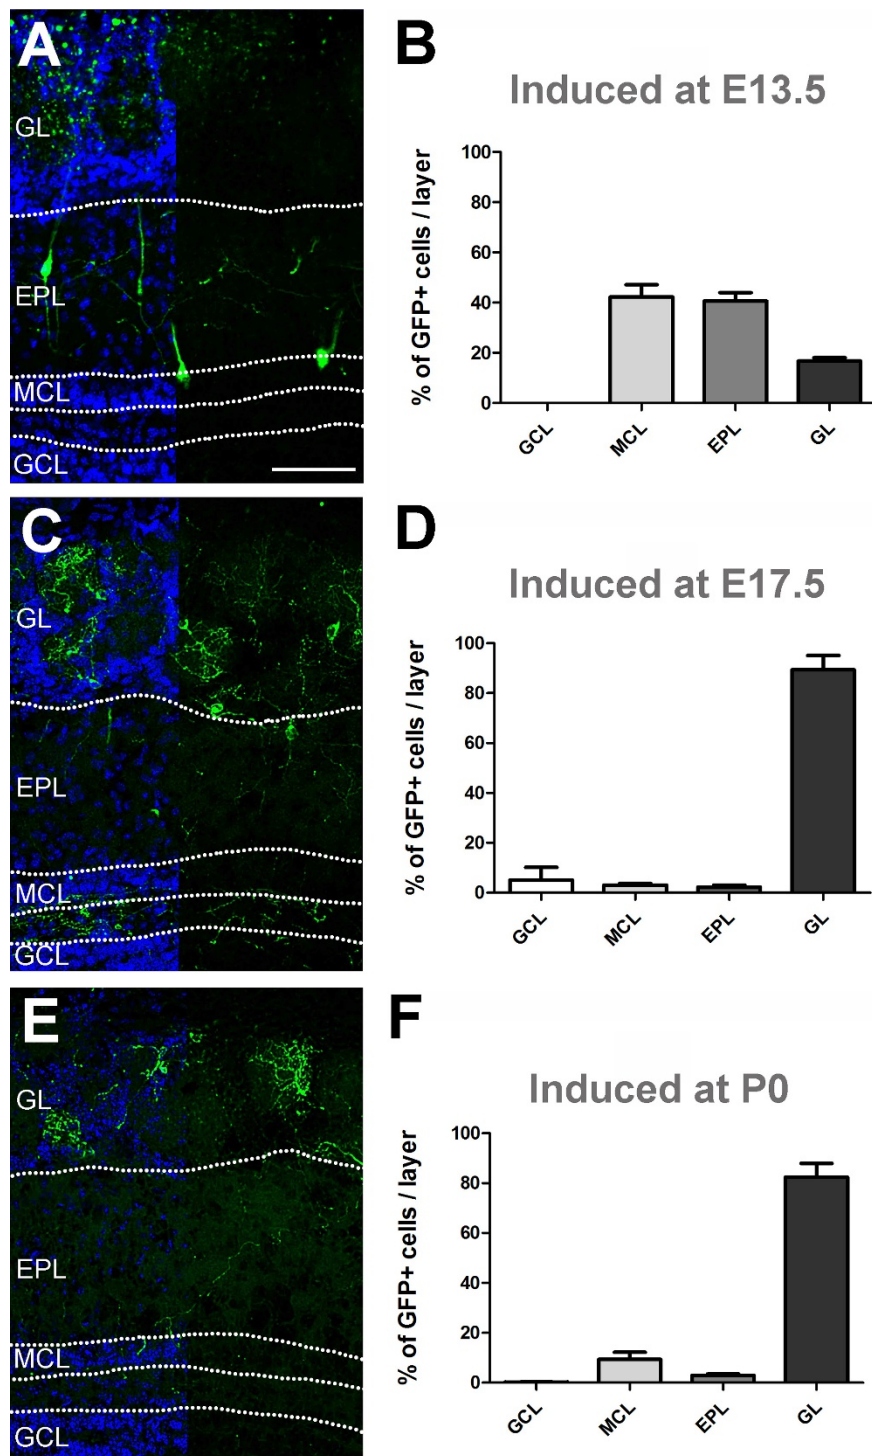 A
GL
EPL
MCL
GCL
B
Induced at E13.5
% of GFP+ cells / layer
100
80
60
40
20
0
GCL
MCL
EPL
GL
C
GL
EPL
MCL
GCL
D
Induced at E17.5
% of GFP+ cells / layer
100
80
60
40
20
0
GCL
MCL
EPL
GL
E
GL
EPL
MCL
GCL
F
Induced at P0
% of GFP+ cells / layer
100
80
60
40
20
0
GCL
MCL
EPL
GL